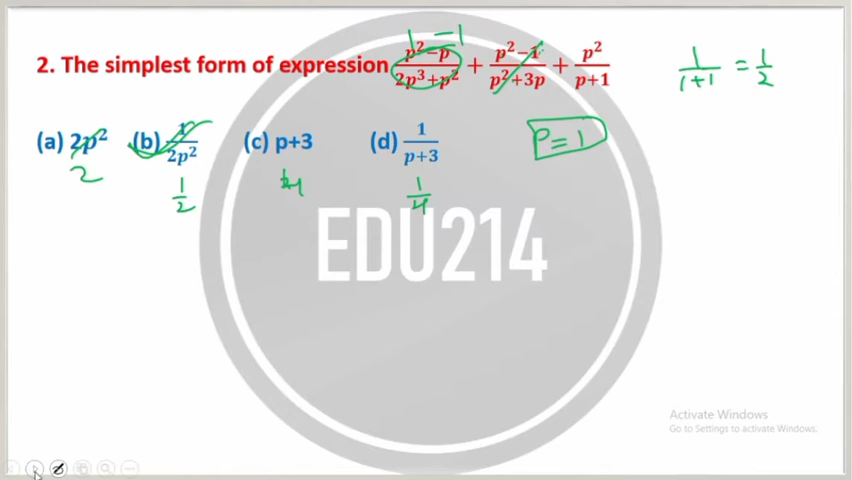 1 - 1
2. The simplest form of expression (p²−p)/(2p³+p²) + (p²−1)/(p²+3p) + p²/(p+1)
1/(1+1) = 1/2
(a) 2p² (b) 1/(2p²) (c) p+3 (d) 1/(p+3)
P = 1
2 1/2 4 1/4
EDU214
Activate Windows
Go to Settings to activate Windows.